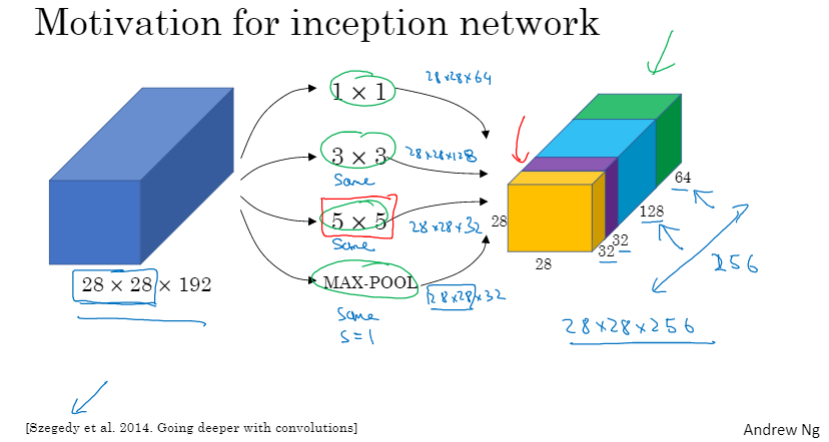 Motivation for inception network
1 × 1
28×28×64
3 × 3
same
28×28×128
5 × 5
same
28×28×32
MAX-POOL
same
s=1
28×28×32
28 × 28 × 192
28
28
32
32
128
64
256
28×28×256
[Szegedy et al. 2014. Going deeper with convolutions]
Andrew Ng